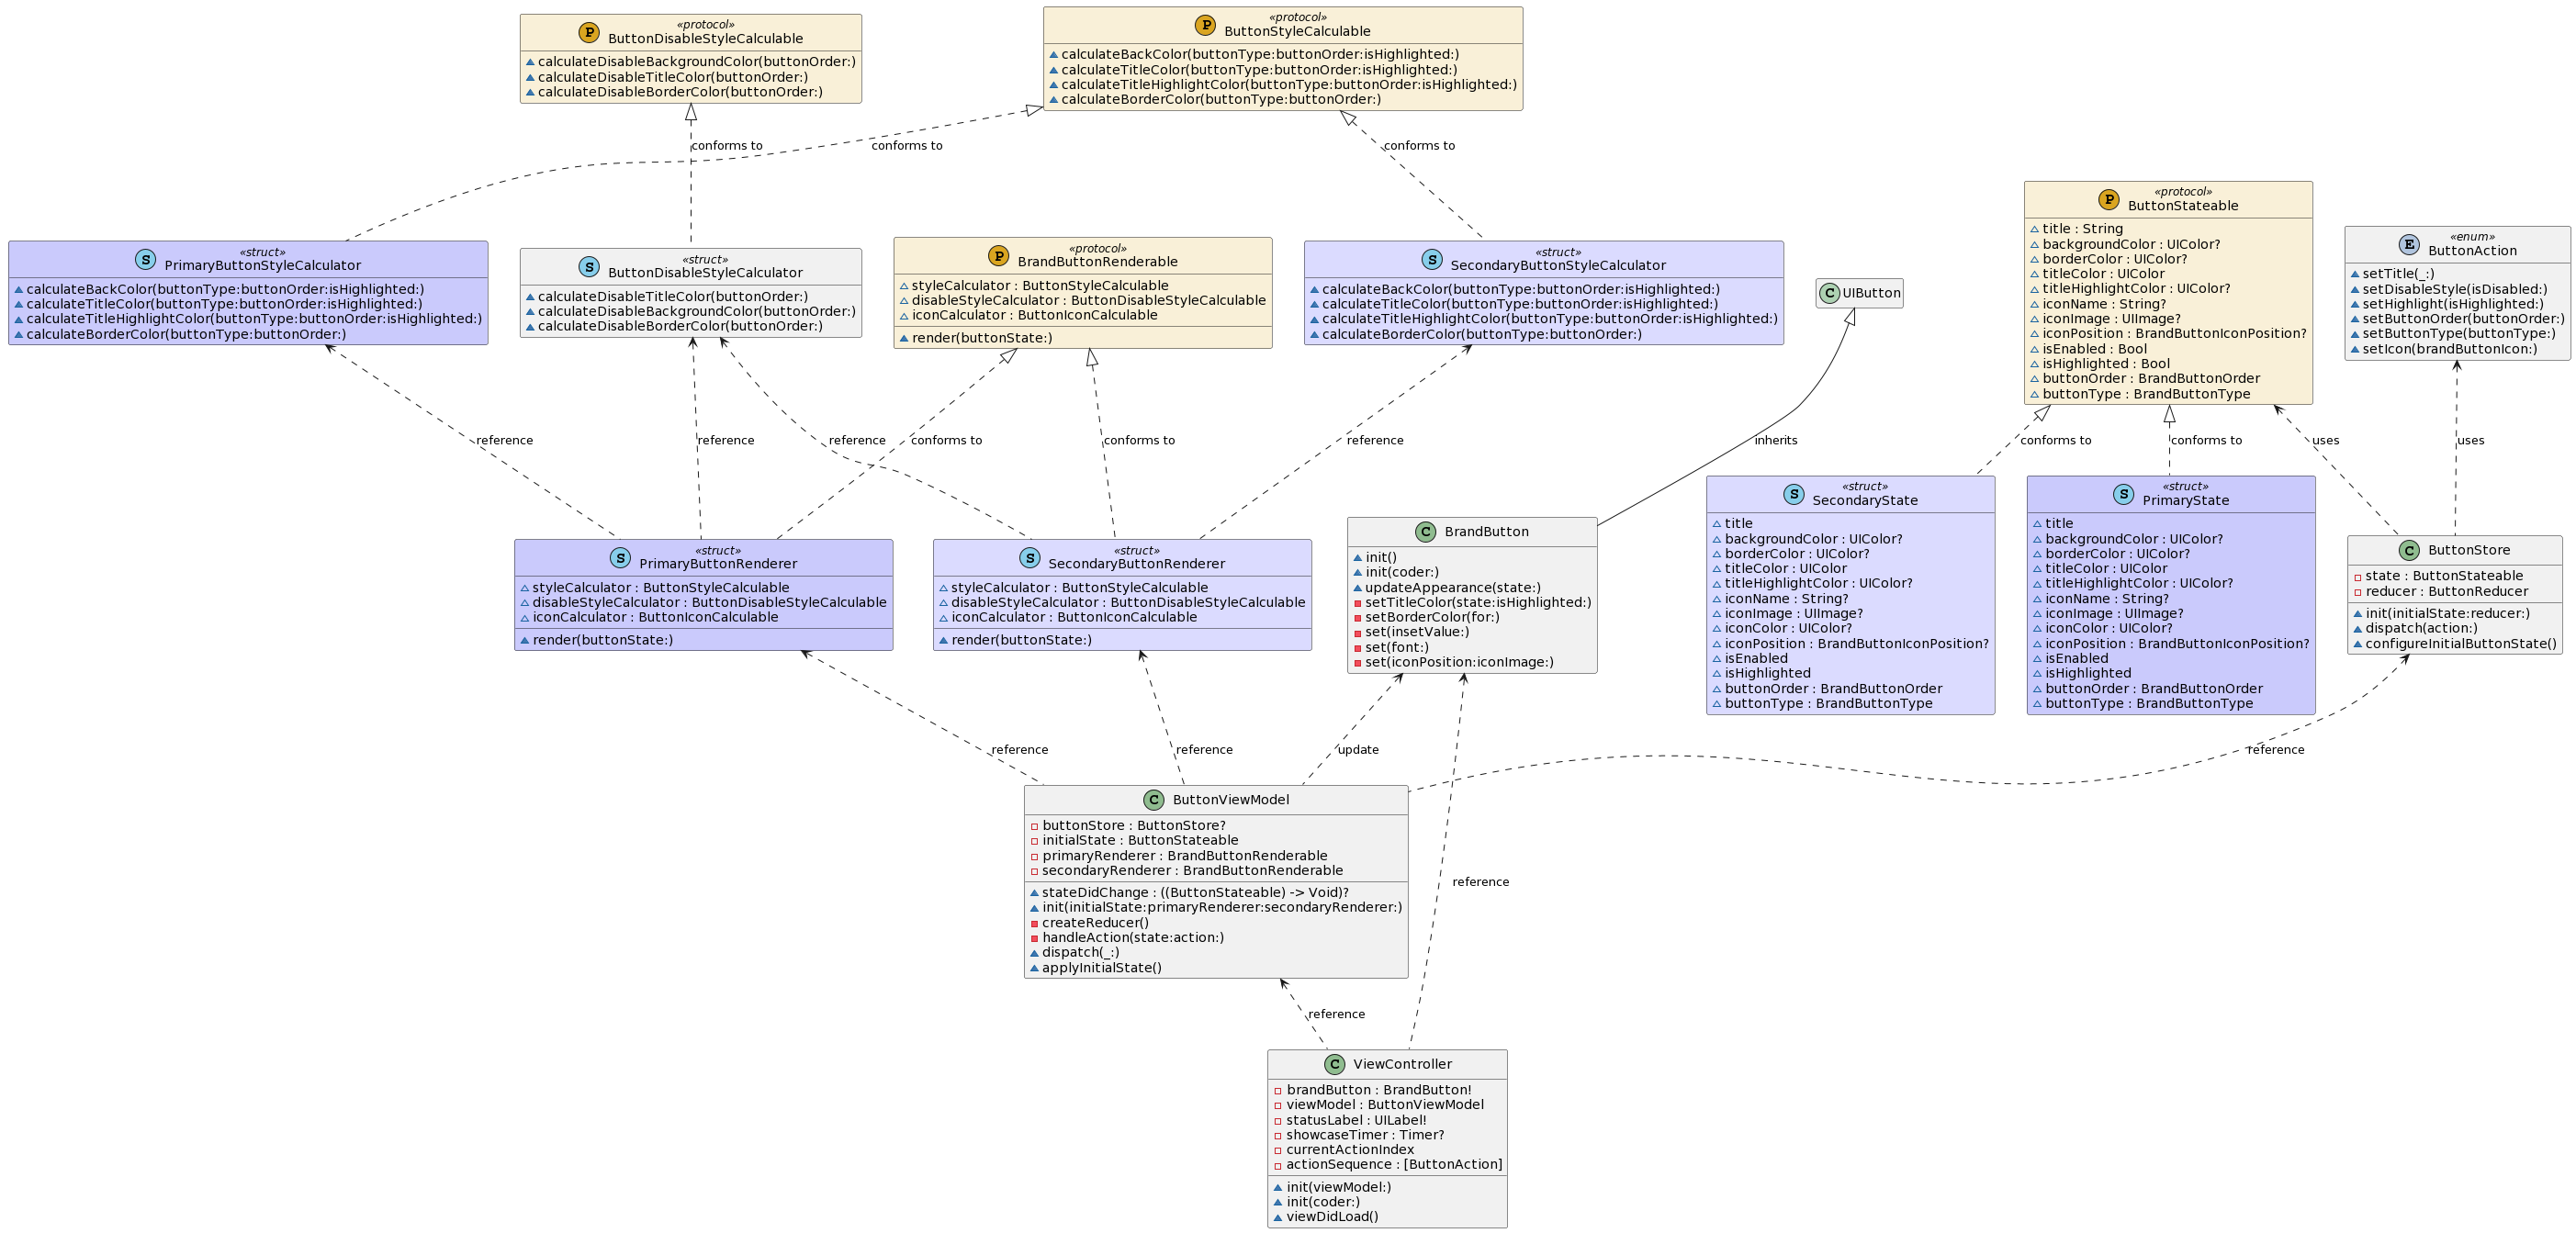 «protocol»
P ButtonDisableStyleCalculable
calculateDisableBackgroundColor(buttonOrder:)
calculateDisableTitleColor(buttonOrder:)
calculateDisableBorderColor(buttonOrder:)
«protocol»
P ButtonStyleCalculable
calculateBackColor(buttonType:buttonOrder:isHighlighted:)
calculateTitleColor(buttonType:buttonOrder:isHighlighted:)
calculateTitleHighlightColor(buttonType:buttonOrder:isHighlighted:)
calculateBorderColor(buttonType:buttonOrder:)
conforms to
conforms to
conforms to
«struct»
S PrimaryButtonStyleCalculator
calculateBackColor(buttonType:buttonOrder:isHighlighted:)
calculateTitleColor(buttonType:buttonOrder:isHighlighted:)
calculateTitleHighlightColor(buttonType:buttonOrder:isHighlighted:)
calculateBorderColor(buttonType:buttonOrder:)
«struct»
S ButtonDisableStyleCalculator
calculateDisableTitleColor(buttonOrder:)
calculateDisableBackgroundColor(buttonOrder:)
calculateDisableBorderColor(buttonOrder:)
«protocol»
P BrandButtonRenderable
styleCalculator : ButtonStyleCalculable
disableStyleCalculator : ButtonDisableStyleCalculable
iconCalculator : ButtonIconCalculable
render(buttonState:)
«struct»
S SecondaryButtonStyleCalculator
calculateBackColor(buttonType:buttonOrder:isHighlighted:)
calculateTitleColor(buttonType:buttonOrder:isHighlighted:)
calculateTitleHighlightColor(buttonType:buttonOrder:isHighlighted:)
calculateBorderColor(buttonType:buttonOrder:)
C UIButton
«protocol»
P ButtonStateable
title : String
backgroundColor : UIColor?
borderColor : UIColor?
titleColor : UIColor
titleHighlightColor : UIColor?
iconName : String?
iconImage : UIImage?
iconPosition : BrandButtonIconPosition?
isEnabled : Bool
isHighlighted : Bool
buttonOrder : BrandButtonOrder
buttonType : BrandButtonType
«enum»
E ButtonAction
setTitle(_:)
setDisableStyle(isDisabled:)
setHighlight(isHighlighted:)
setButtonOrder(buttonOrder:)
setButtonType(buttonType:)
setIcon(brandButtonIcon:)
reference
reference
reference
conforms to
conforms to
reference
inherits
conforms to
conforms to
uses
uses
«struct»
S PrimaryButtonRenderer
styleCalculator : ButtonStyleCalculable
disableStyleCalculator : ButtonDisableStyleCalculable
iconCalculator : ButtonIconCalculable
render(buttonState:)
«struct»
S SecondaryButtonRenderer
styleCalculator : ButtonStyleCalculable
disableStyleCalculator : ButtonDisableStyleCalculable
iconCalculator : ButtonIconCalculable
render(buttonState:)
C BrandButton
init()
init(coder:)
updateAppearance(state:)
setTitleColor(state:isHighlighted:)
setBorderColor(for:)
set(insetValue:)
set(font:)
set(iconPosition:iconImage:)
«struct»
S SecondaryState
title
backgroundColor : UIColor?
borderColor : UIColor?
titleColor : UIColor
titleHighlightColor : UIColor?
iconName : String?
iconImage : UIImage?
iconColor : UIColor?
iconPosition : BrandButtonIconPosition?
isEnabled
isHighlighted
buttonOrder : BrandButtonOrder
buttonType : BrandButtonType
«struct»
S PrimaryState
title
backgroundColor : UIColor?
borderColor : UIColor?
titleColor : UIColor
titleHighlightColor : UIColor?
iconName : String?
iconImage : UIImage?
iconColor : UIColor?
iconPosition : BrandButtonIconPosition?
isEnabled
isHighlighted
buttonOrder : BrandButtonOrder
buttonType : BrandButtonType
C ButtonStore
state : ButtonStateable
reducer : ButtonReducer
init(initialState:reducer:)
dispatch(action:)
configureInitialButtonState()
reference
reference
update
reference
C ButtonViewModel
buttonStore : ButtonStore?
initialState : ButtonStateable
primaryRenderer : BrandButtonRenderable
secondaryRenderer : BrandButtonRenderable
stateDidChange : ((ButtonStateable) -> Void)?
init(initialState:primaryRenderer:secondaryRenderer:)
createReducer()
handleAction(state:action:)
dispatch(_:)
applyInitialState()
reference
reference
C ViewController
brandButton : BrandButton!
viewModel : ButtonViewModel
statusLabel : UILabel!
showcaseTimer : Timer?
currentActionIndex
actionSequence : [ButtonAction]
init(viewModel:)
init(coder:)
viewDidLoad()